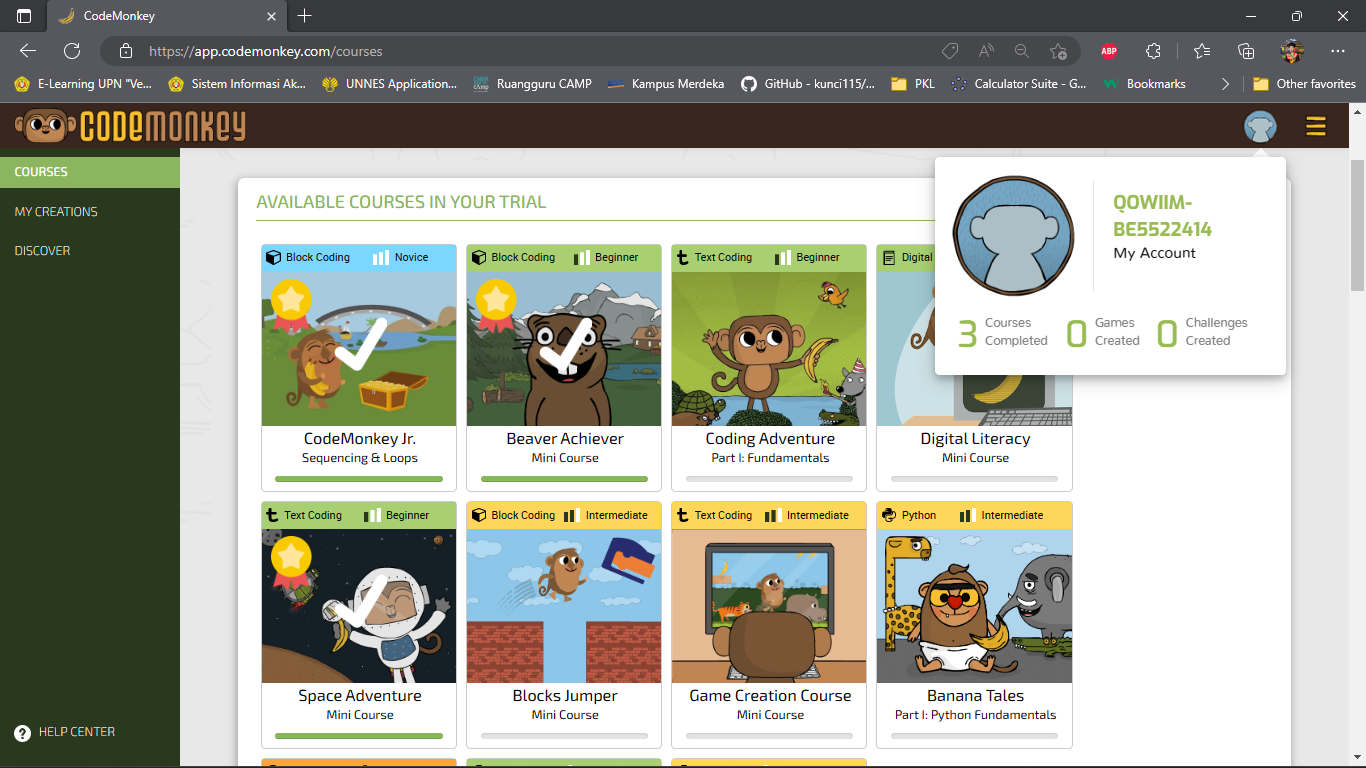 CodeMonkey
https://app.codemonkey.com/courses
ABP
E-Learning UPN "Ve...
Sistem Informasi Ak...
UNNES Application...
Ruangguru CAMP
Kampus Merdeka
GitHub - kunci115/...
PKL
Calculator Suite - G...
Bookmarks
Other favorites
CODEMONKEY
COURSES
MY CREATIONS
DISCOVER
HELP CENTER
AVAILABLE COURSES IN YOUR TRIAL
QOWIIM-
BE5522414
My Account
3 Courses Completed
0 Games Created
0 Challenges Created
Block Coding Novice
CodeMonkey Jr.
Sequencing & Loops
Block Coding Beginner
Beaver Achiever
Mini Course
Text Coding Beginner
Coding Adventure
Part I: Fundamentals
Digital
Digital Literacy
Mini Course
Text Coding Beginner
Space Adventure
Mini Course
Block Coding Intermediate
Blocks Jumper
Mini Course
Text Coding Intermediate
Game Creation Course
Mini Course
Python Intermediate
Banana Tales
Part I: Python Fundamentals